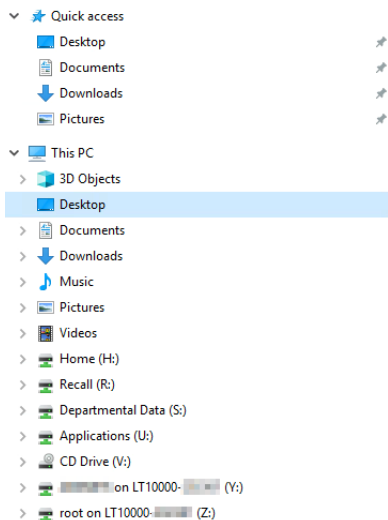 Quick access
Desktop
Documents
Downloads
Pictures
This PC
3D Objects
Desktop
Documents
Downloads
Music
Pictures
Videos
Home (H:)
Recall (R:)
Departmental Data (S:)
Applications (U:)
CD Drive (V:)
on LT10000- (Y:)
root on LT10000- (Z:)